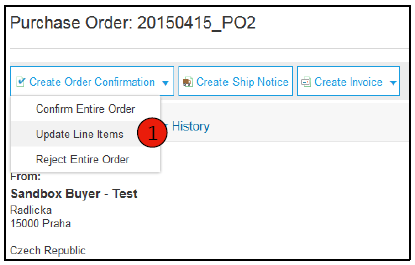 Purchase Order: 20150415_PO2
Create Order Confirmation Create Ship Notice Create Invoice
Confirm Entire Order
Update Line Items 1
History
Reject Entire Order
From:
Sandbox Buyer - Test
Radlicka
15000 Praha
Czech Republic